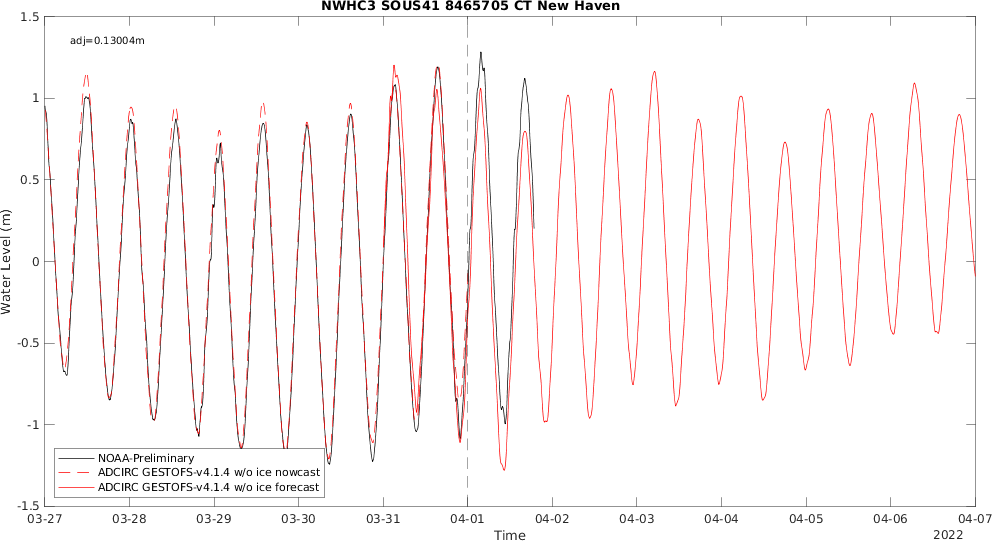 NWHC3 SOUS41 8465705 CT New Haven
1.5
adj=0.13004m
1
0.5
0
-0.5
-1
-1.5
Water Level (m)
NOAA-Preliminary
ADCIRC GESTOFS-v4.1.4 w/o ice nowcast
ADCIRC GESTOFS-v4.1.4 w/o ice forecast
03-27
03-28
03-29
03-30
03-31
04-01
04-02
04-03
04-04
04-05
04-06
04-07
Time
2022